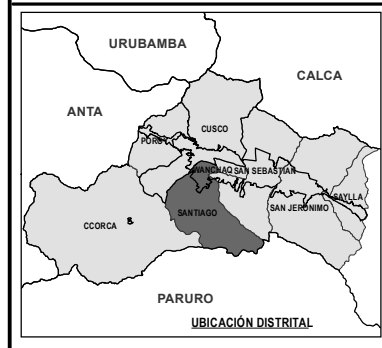 URUBAMBA
CALCA
ANTA
CUSCO
POROY
WANCHAQ SAN SEBASTIAN
SAYLLA
SAN JERONIMO
SANTIAGO
CCORCA
PARURO
UBICACIÓN DISTRITAL